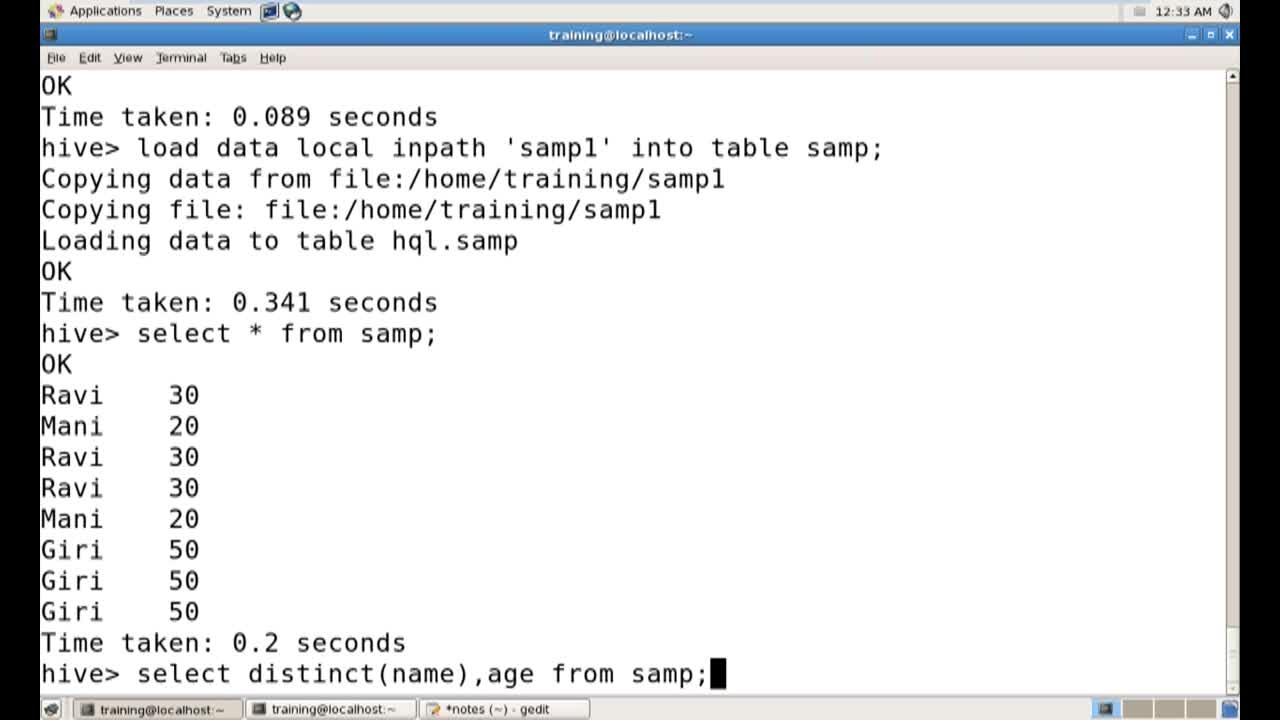 Applications Places System 12:33 AM
training@localhost:~
File Edit View Terminal Tabs Help
OK
Time taken: 0.089 seconds
hive> load data local inpath 'samp1' into table samp;
Copying data from file:/home/training/samp1
Copying file: file:/home/training/samp1
Loading data to table hql.samp
OK
Time taken: 0.341 seconds
hive> select * from samp;
OK
Ravi 30
Mani 20
Ravi 30
Ravi 30
Mani 20
Giri 50
Giri 50
Giri 50
Time taken: 0.2 seconds
hive> select distinct(name),age from samp;
training@localhost:~ training@localhost:~ *notes (~) - gedit